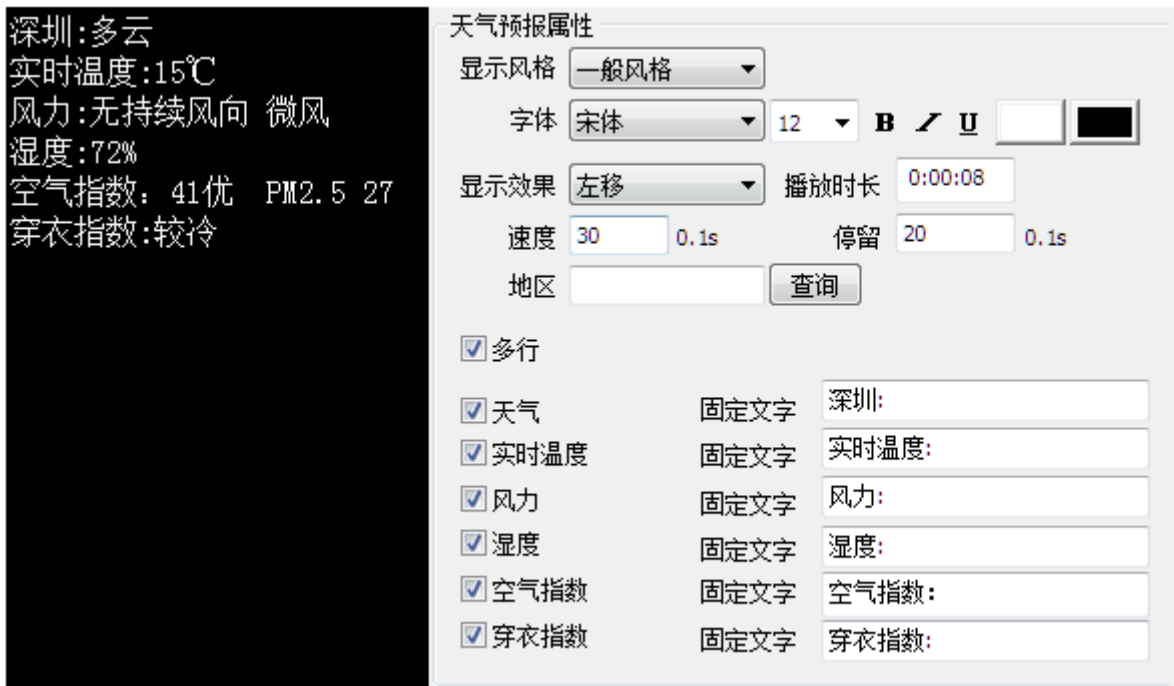 深圳:多云
实时温度:15℃
风力:无持续风向 微风
湿度:72%
空气指数：41优 PM2.5 27
穿衣指数:较冷
天气预报属性
显示风格 一般风格
字体 宋体 12 B I U
显示效果 左移 播放时长 0:00:08
速度 30 0.1s 停留 20 0.1s
地区 查询
多行
天气 固定文字 深圳:
实时温度 固定文字 实时温度:
风力 固定文字 风力:
湿度 固定文字 湿度:
空气指数 固定文字 空气指数：
穿衣指数 固定文字 穿衣指数: